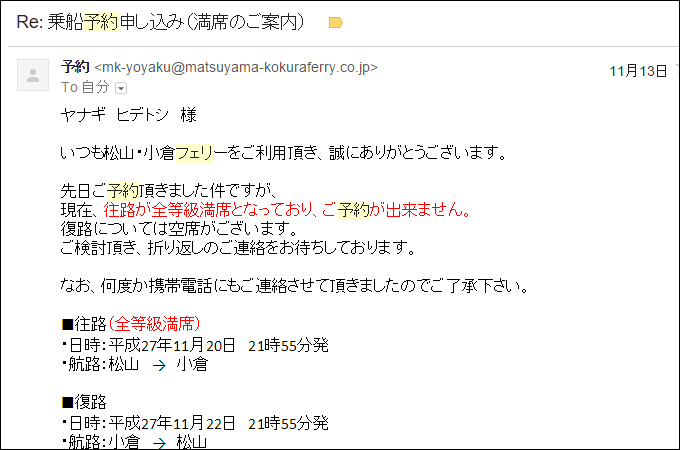 Re: 乗船予約申し込み(満席のご案内)
予約 <mk-yoyaku@matsuyama-kokuraferry.co.jp>
11月13日
To 自分
ヤナギ ヒデトシ 様
いつも松山・小倉フェリーをご利用頂き、誠にありがとうございます。
先日ご予約頂きました件ですが、
現在、往路が全等級満席となっており、ご予約が出来ません。
復路については空席がございます。
ご検討頂き、折り返しのご連絡をお待ちしております。
なお、何度か携帯電話にもご連絡させて頂きましたのでご了承下さい。
■往路(全等級満席)
・日時:平成27年11月20日 21時55分発
・航路:松山 → 小倉
■復路
・日時:平成27年11月22日 21時55分発
・航路:小倉 → 松山